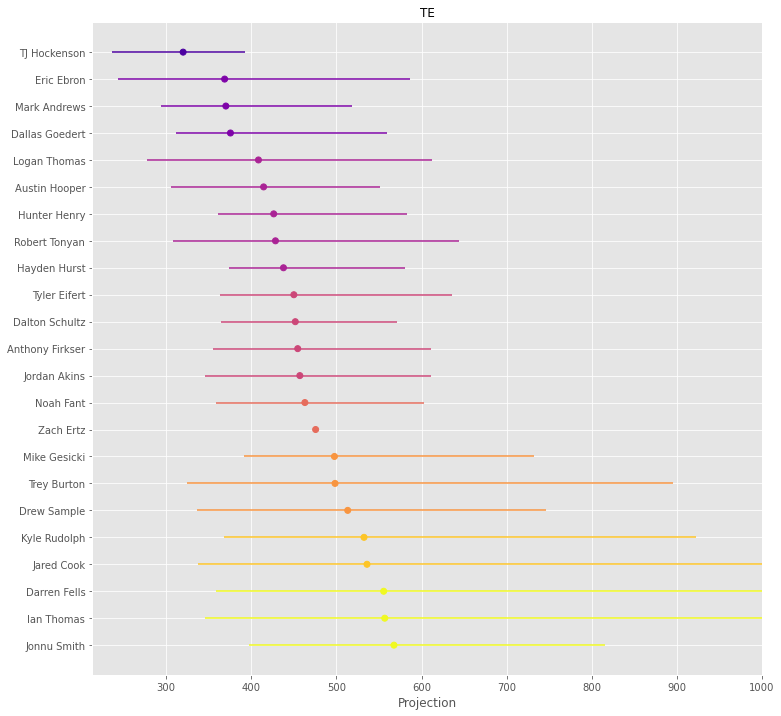 TE
TJ Hockenson
Eric Ebron
Mark Andrews
Dallas Goedert
Logan Thomas
Austin Hooper
Hunter Henry
Robert Tonyan
Hayden Hurst
Tyler Eifert
Dalton Schultz
Anthony Firkser
Jordan Akins
Noah Fant
Zach Ertz
Mike Gesicki
Trey Burton
Drew Sample
Kyle Rudolph
Jared Cook
Darren Fells
Ian Thomas
Jonnu Smith
300 400 500 600 700 800 900 1000
Projection